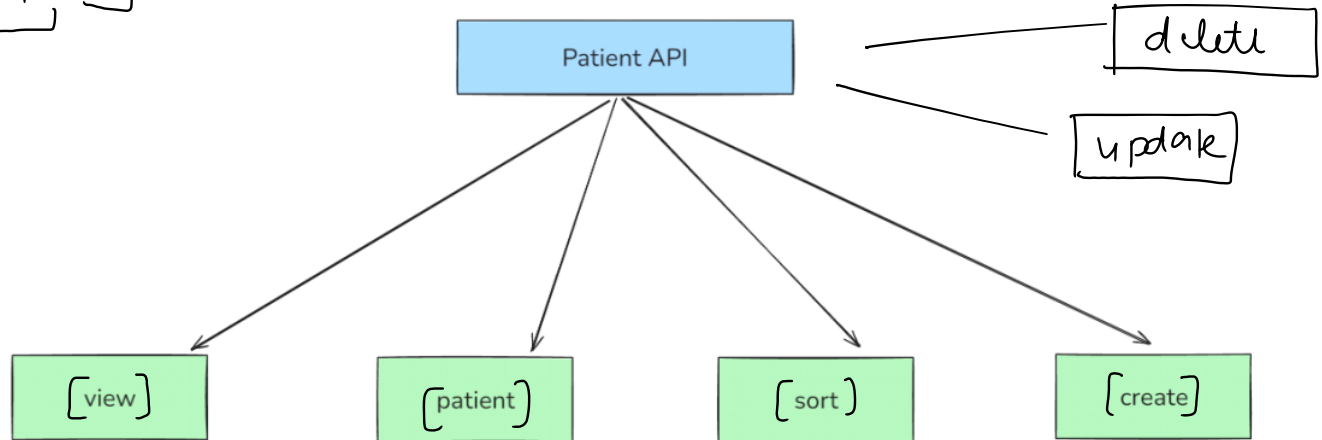 Patient API
delete
update
[view]
[patient]
[sort]
[create]